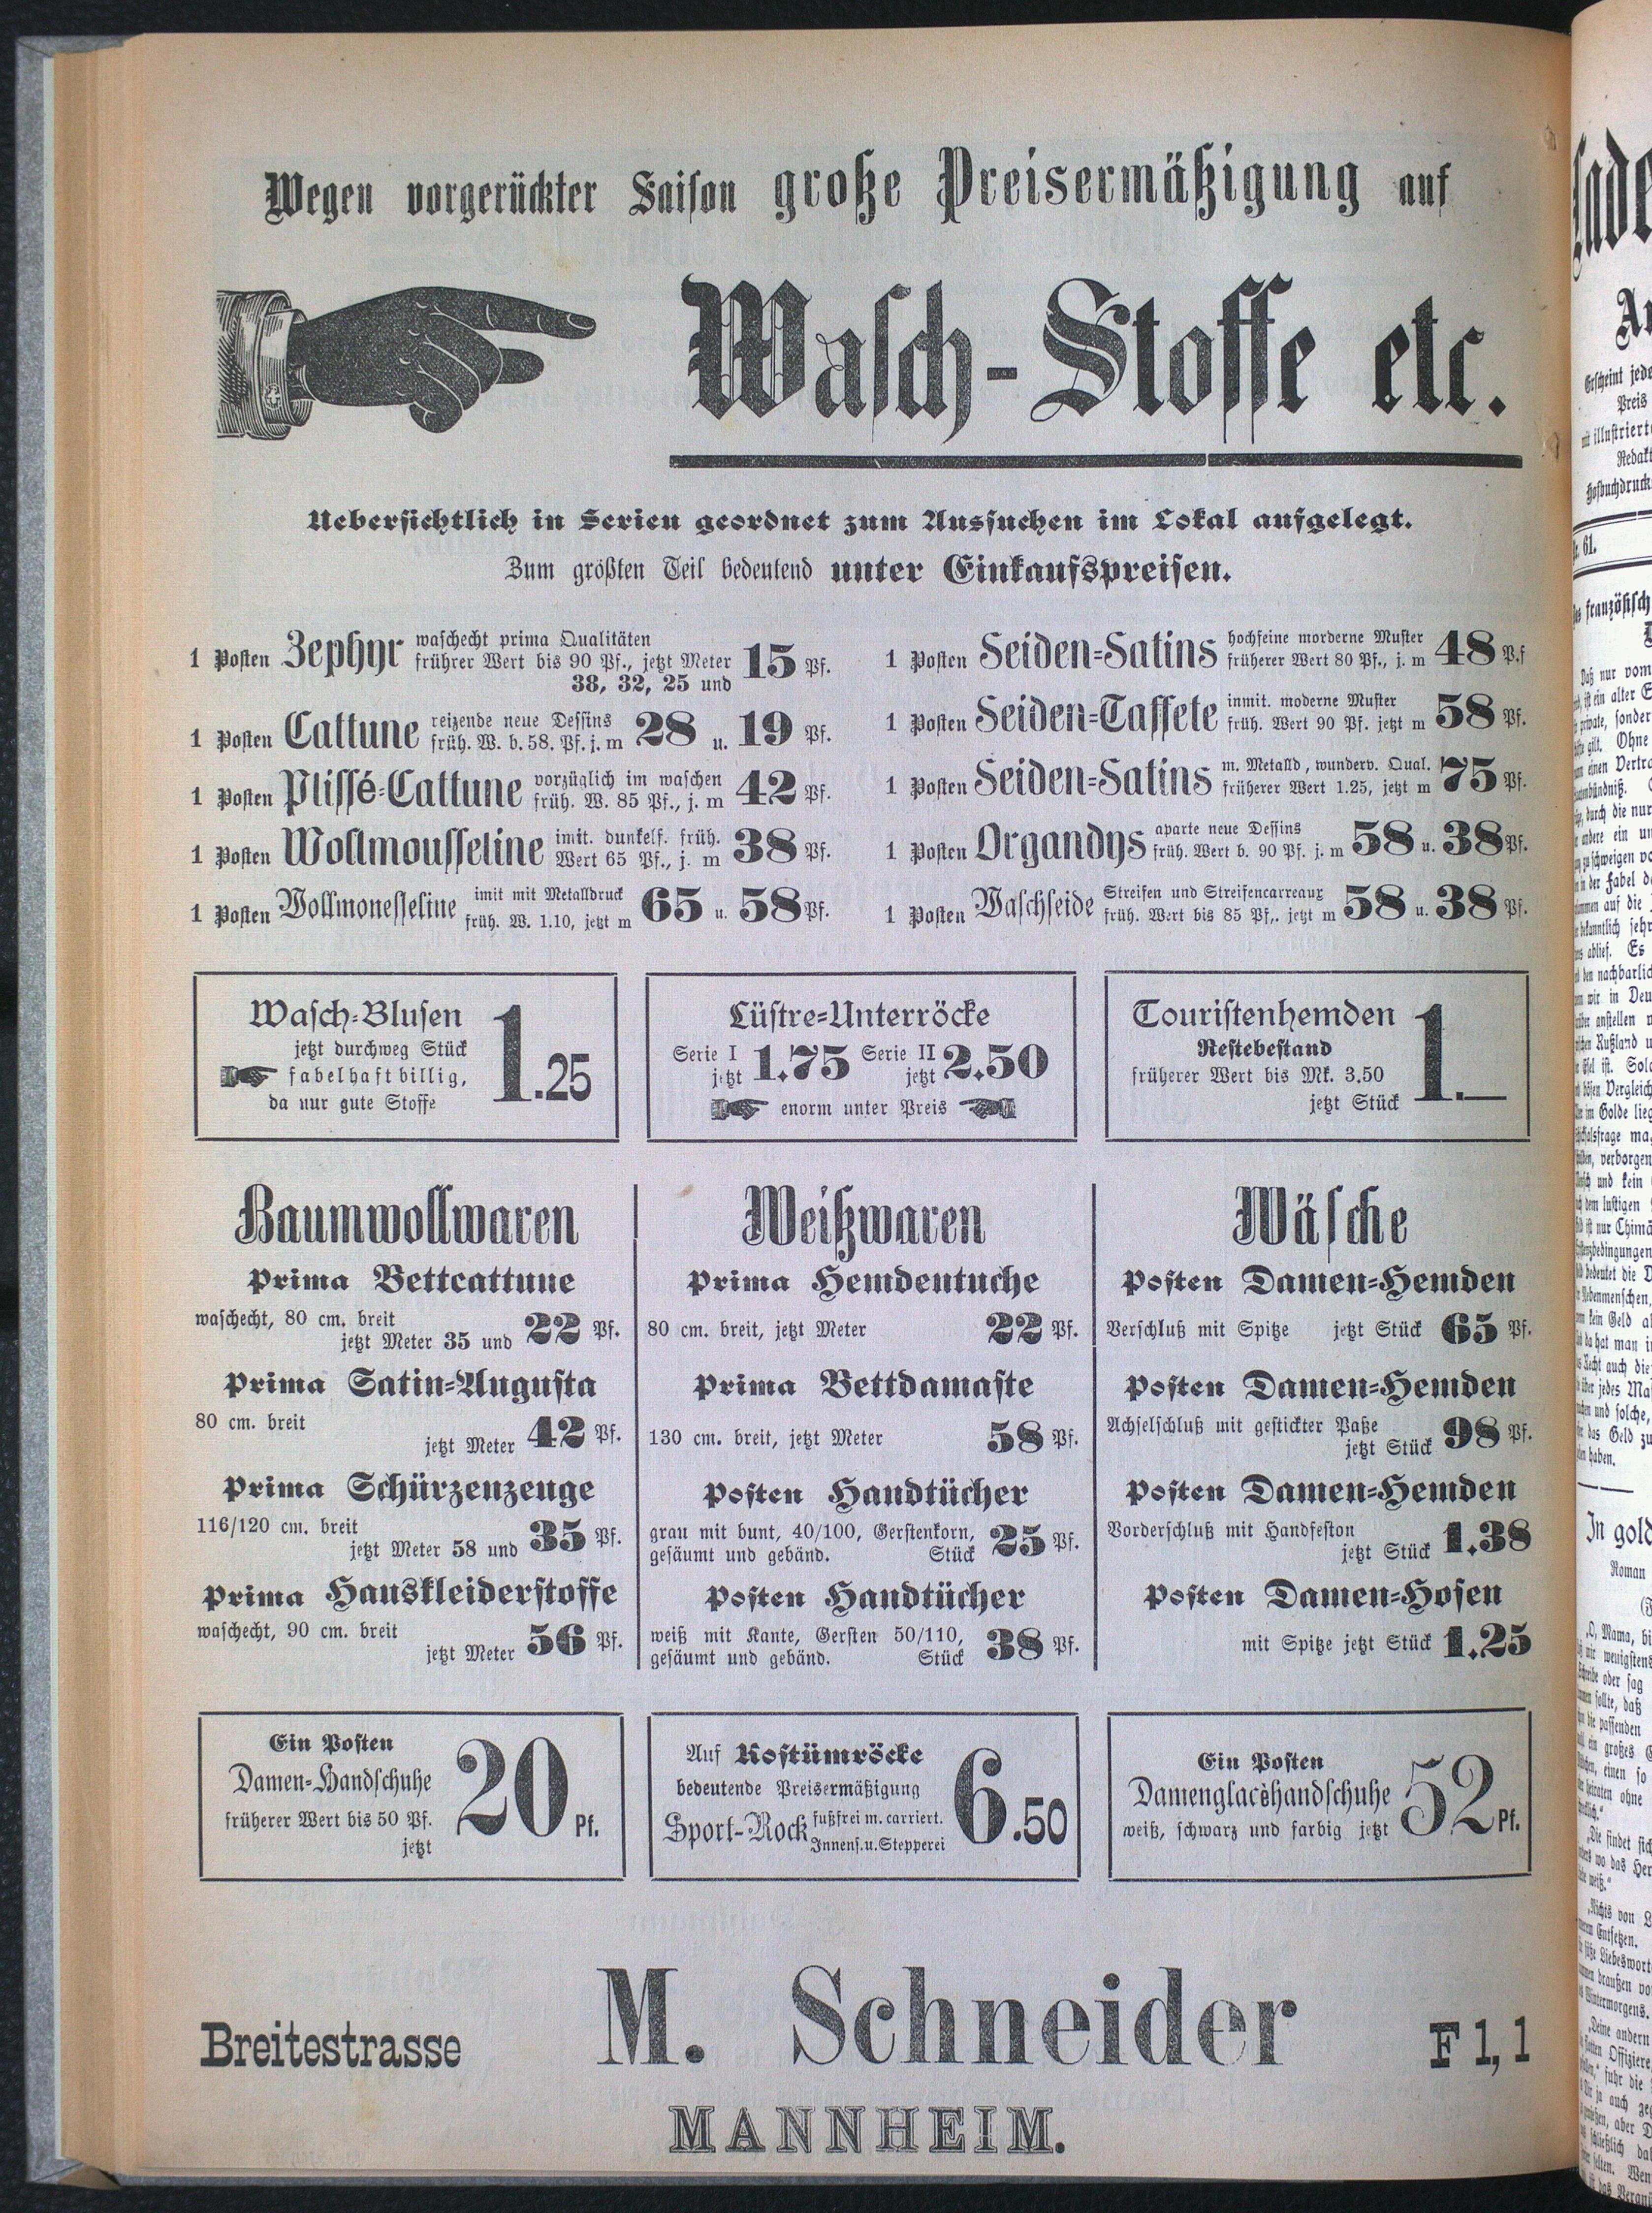 Wegen vorgerückter Saison große Preisermäßigung auf
Wasch-Stoffe etc.
Uebersichtlich in Serien geordnet zum Aussuchen im Lokal aufgelegt.
Zum größten Teil bedeutend unter Einkaufspreisen.
1 Posten Zephyr waschecht prima Qualitäten
führer Wert bis 90 Pf., jetzt Meter
38, 32, 25 und 15 Pf.
1 Posten Cattune reizende neue Dessins
früh. W. b. 58. Pf. j. m 28 u. 19 Pf.
1 Posten Plissé-Cattune vorzüglich im waschen
früh. W. 85 Pf., j. m 42 Pf.
1 Posten Wollmousseline imit. dunkelf. früh.
Wert 65 Pf., j. m 38 Pf.
1 Posten Wollmonesseline imit mit Metalldruck
früh. W. 1.10, jetzt m 65 u. 58 Pf.
1 Posten Seiden-Satins hochfeine morderne Muster
früherer Wert 80 Pf., j. m 48 P.f
1 Posten Seiden-Taffete inmit. moderne Muster
früh. Wert 90 Pf. jetzt m 58 Pf.
1 Posten Seiden-Satins m. Metalld, wunderv. Qual.
früherer Wert 1.25, jetzt m 75 Pf.
1 Posten Organdys aparte neue Dessins
früh. Wert b. 90 Pf. j. m 58 u. 38 Pf.
1 Posten Waschseide Streifen und Streifencarreaux
früh. Wert bis 85 Pf,. jetzt m 58 u. 38 Pf.
Wasch-Blusen
jetzt durchweg Stück
fabelhaft billig,
da nur gute Stoffe
1.25
Lüstre-Unterröcke
Serie I jetzt 1.75 Serie II jetzt 2.50
enorm unter Preis
Touristenhemden
Restebestand
früherer Wert bis Mk. 3.50
jetzt Stück
1.—
Baumwollwaren
Prima Bettcattune
waschecht, 80 cm. breit
jetzt Meter 35 und 22 Pf.
Prima Satin-Augusta
80 cm. breit
jetzt Meter 42 Pf.
Prima Schürzenzeuge
116/120 cm. breit
jetzt Meter 58 und 35 Pf.
Prima Hauskleiderstoffe
waschecht, 90 cm. breit
jetzt Meter 56 Pf.
Weißwaren
Prima Hemdentuche
80 cm. breit, jetzt Meter 22 Pf.
Prima Bettdamaste
130 cm. breit, jetzt Meter 58 Pf.
Posten Handtücher
grau mit bunt, 40/100, Gerstenkorn,
gesäumt und gebänd. Stück 25 Pf.
Posten Handtücher
weiß mit Kante, Gersten 50/110,
gesäumt und gebänd. Stück 38 Pf.
Wäsche
Posten Damen-Hemden
Verschluß mit Spitze jetzt Stück 65 Pf.
Posten Damen-Hemden
Achselschluß mit gestickter Paße
jetzt Stück 98 Pf.
Posten Damen-Hemden
Vorderschluß mit Handfeston
jetzt Stück 1.38
Posten Damen-Hosen
mit Spitze jetzt Stück 1.25
Ein Posten
Damen-Handschuhe
früherer Wert bis 50 Pf.
jetzt
20 Pf.
Auf Kostümröcke
bedeutende Preisermäßigung
Sport-Rock fußfrei m. carriert.
Innens.u.Stepperei
6.50
Ein Posten
Damenglacèhandschuhe
weiß, schwarz und farbig jetzt
52 Pf.
Breitestrasse M. Schneider F 1, 1
MANNHEIM.
Erscheint jede
Preis
Redakt
61.
In gold
Roman